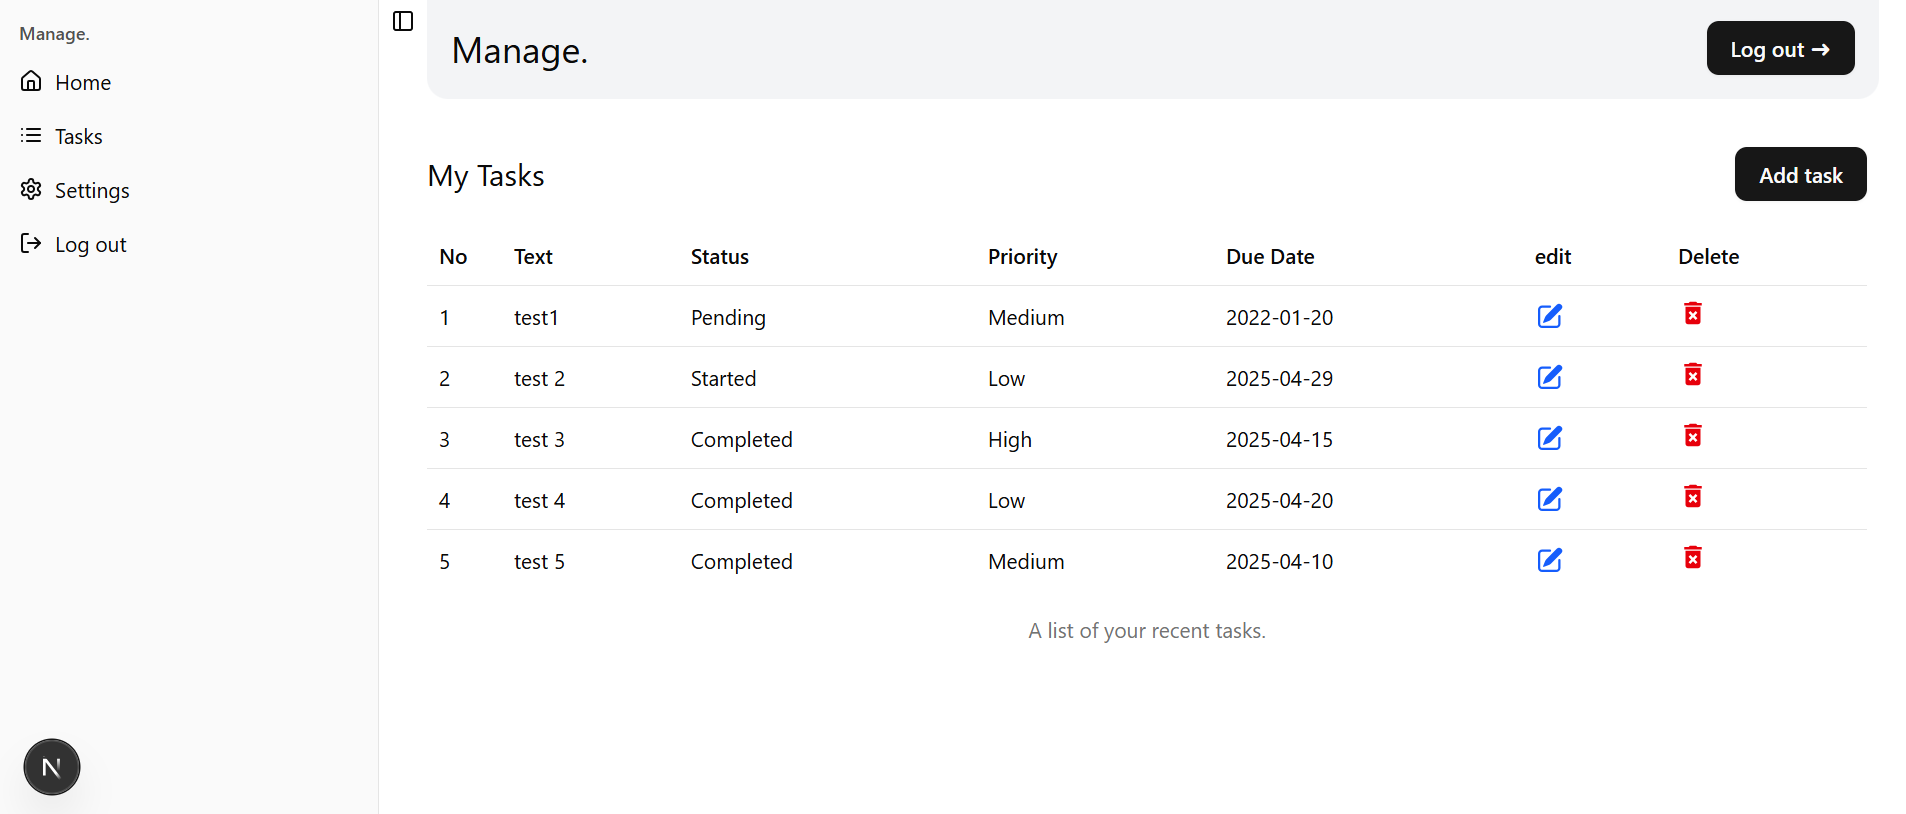 Manage.
Home
Tasks
Settings
Log out
N
Manage.
Log out →
My Tasks
Add task
No Text Status Priority Due Date edit Delete
1 test1 Pending Medium 2022-01-20
2 test 2 Started Low 2025-04-29
3 test 3 Completed High 2025-04-15
4 test 4 Completed Low 2025-04-20
5 test 5 Completed Medium 2025-04-10
A list of your recent tasks.